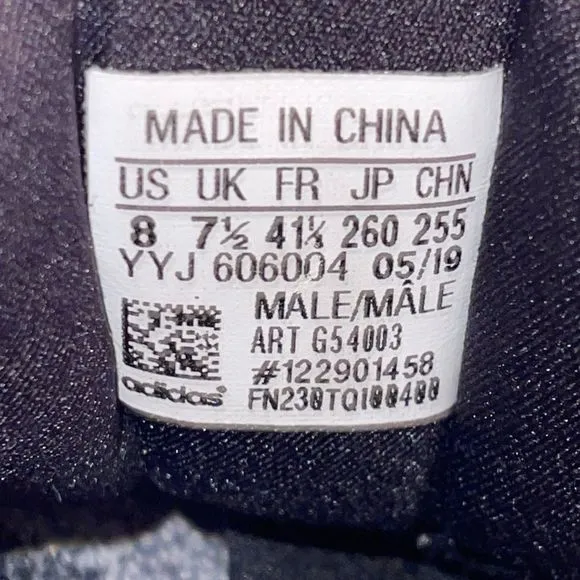 MADE IN CHINA
US UK FR JP CHN
8 7½ 41⅓ 260 255
YYJ 606004 05/19
MALE/MÂLE
ART G54003
#122901458
adidas FN230TQI00400